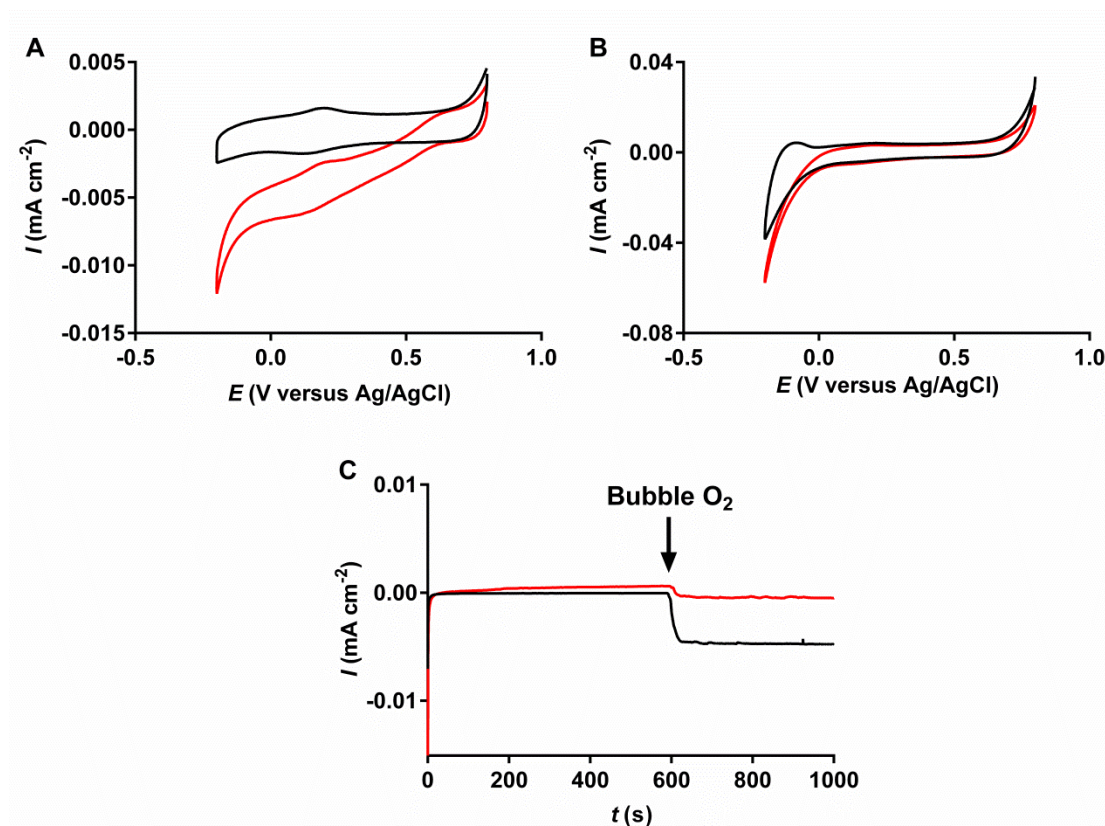 A
0.005
0.000
-0.005
-0.010
-0.015
-0.5
0.0
0.5
1.0
I (mA cm-2)
E (V versus Ag/AgCl)
B
0.04
0.00
-0.04
-0.08
-0.5
0.0
0.5
1.0
I (mA cm-2)
E (V versus Ag/AgCl)
C
0.01
0.00
-0.01
0
200
400
600
800
1000
I (mA cm-2)
t (s)
Bubble O2